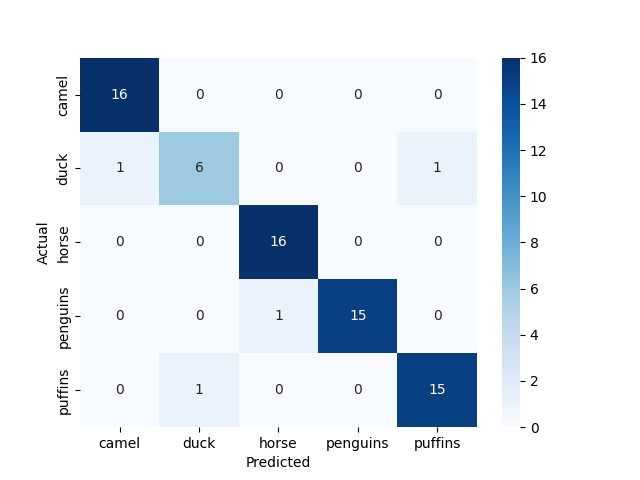 camel 16 0 0 0 0
duck 1 6 0 0 1
horse 0 0 16 0 0
penguins 0 0 1 15 0
puffins 0 1 0 0 15
camel duck horse penguins puffins
Predicted
Actual
16
14
12
10
8
6
4
2
0